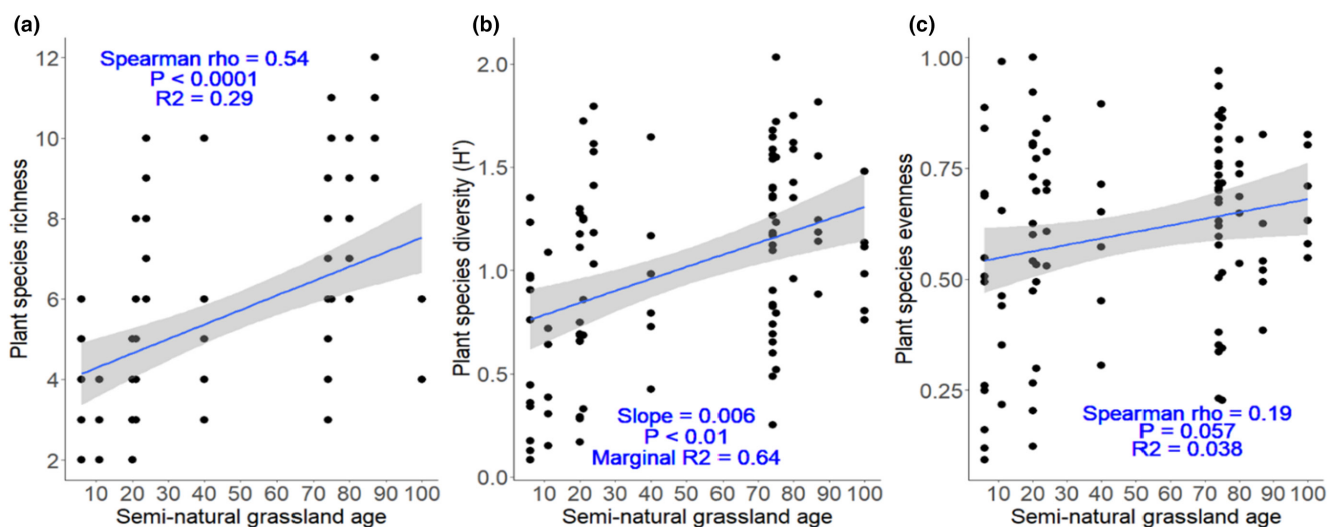 (a)
Spearman rho = 0.54
P < 0.0001
R2 = 0.29
Plant species richness
12
10
8
6
4
2
10 20 30 40 50 60 70 80 90 100
Semi-natural grassland age
(b)
Plant species diversity (H')
2.0
1.5
1.0
0.5
0.0
Slope = 0.006
P < 0.01
Marginal R2 = 0.64
10 20 30 40 50 60 70 80 90 100
Semi-natural grassland age
(c)
Plant species evenness
1.00
0.75
0.50
0.25
Spearman rho = 0.19
P = 0.057
R2 = 0.038
10 20 30 40 50 60 70 80 90 100
Semi-natural grassland age